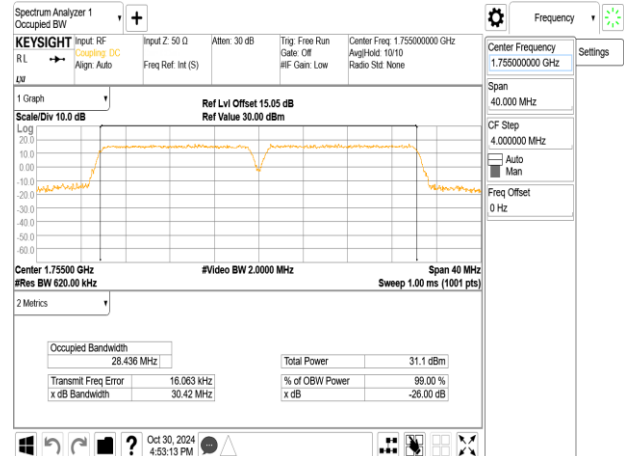 Spectrum Analyzer 1
Occupied BW
+
Frequency
KEYSIGHT
Input: RF
Input Z: 50 Ω
Atten: 30 dB
Trig: Free Run
Center Freq: 1.755000000 GHz
RL
Coupling: DC
Gate: Off
Avg|Hold: 10/10
Align: Auto
Freq Ref: Int (S)
#IF Gain: Low
Radio Std: None
LXI
Center Frequency
1.755000000 GHz
Settings
Span
40.000 MHz
CF Step
4.000000 MHz
Auto
Man
Freq Offset
0 Hz
1 Graph
Ref Lvl Offset 15.05 dB
Scale/Div 10.0 dB
Ref Value 30.00 dBm
Log
20.0
10.0
0.00
-10.0
-20.0
-30.0
-40.0
-50.0
-60.0
Center 1.75500 GHz
#Video BW 2.0000 MHz
Span 40 MHz
#Res BW 620.00 kHz
Sweep 1.00 ms (1001 pts)
2 Metrics
Occupied Bandwidth
28.436 MHz
Total Power
31.1 dBm
Transmit Freq Error
16.063 kHz
% of OBW Power
99.00 %
x dB Bandwidth
30.42 MHz
x dB
-26.00 dB
?
Oct 30, 2024
4:53:13 PM